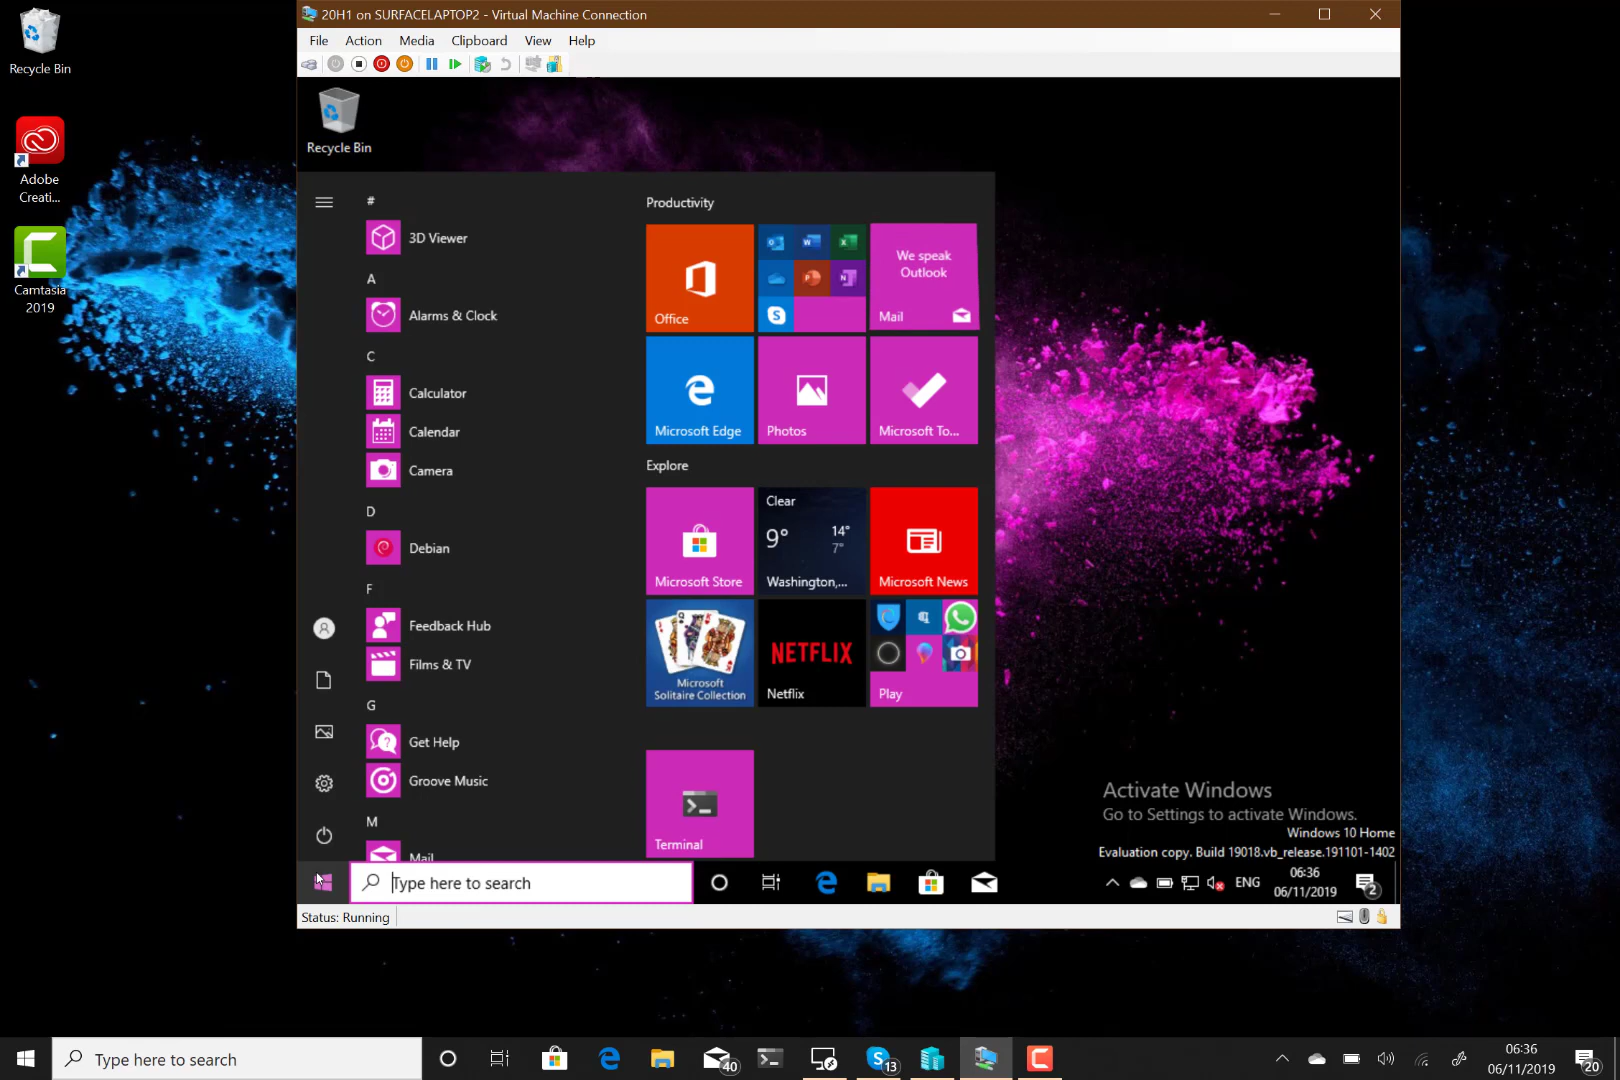 Recycle Bin
Adobe
Creati...
Camtasia
2019
20H1 on SURFACELAPTOP2 - Virtual Machine Connection
File Action Media Clipboard View Help
Recycle Bin
#
3D Viewer
A
Alarms & Clock
C
Calculator
Calendar
Camera
D
Debian
F
Feedback Hub
Films & TV
G
Get Help
Groove Music
M
Mail
Productivity
Office
We speak
Outlook
Mail
Microsoft Edge
Photos
Microsoft To...
Explore
Microsoft Store
Clear
9° 14°
7°
Washington,...
Microsoft News
Microsoft
Solitaire Collection
NETFLIX
Netflix
Play
Terminal
Activate Windows
Go to Settings to activate Windows.
Windows 10 Home
Evaluation copy. Build 19018.vb_release.191101-1402
Type here to search
ENG
06:36
06/11/2019
2
Status: Running
Type here to search
40
13
06:36
06/11/2019
20